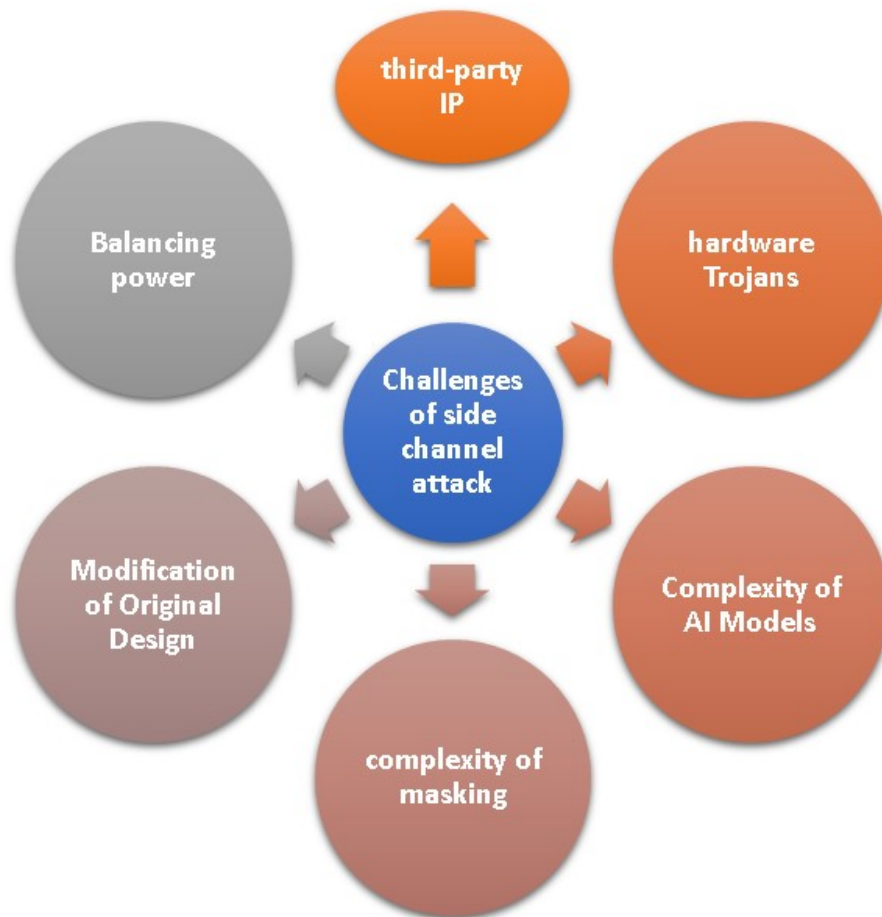 third-party
IP
hardware
Trojans
Complexity of
AI Models
complexity of
masking
Modification
of Original
Design
Balancing
power
Challenges
of side
channel
attack